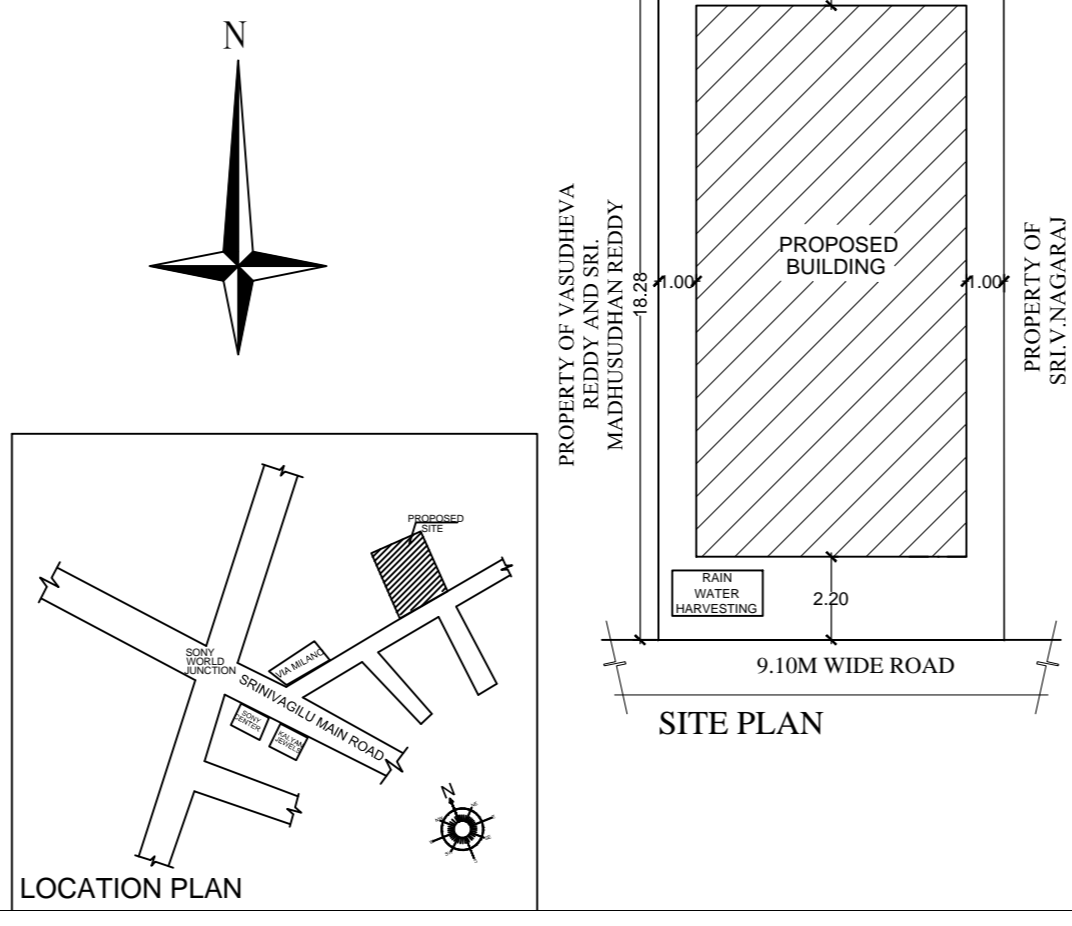 N
PROPERTY OF VASUDHEVA
REDDY AND SRI.
MADHUSUDHAN REDDY
18.28
1.00
PROPOSED
BUILDING
1.00
PROPERTY OF
SRI.V.NAGARAJ
RAIN
WATER
HARVESTING
2.20
9.10M WIDE ROAD
SITE PLAN
PROPOSED
SITE
SONY
WORLD
JUNCTION
VIA MILANO
SRINIVAGILU MAIN ROAD
SONY
CENTER
KALYAN
JEWELS
N
LOCATION PLAN